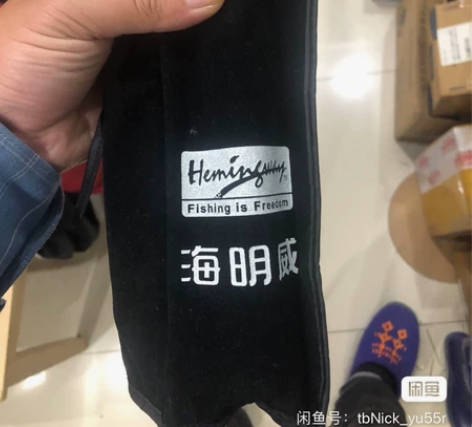 Hemingway
Fishing is Freedom
海明威
闲鱼
闲鱼号：tbNick_yu55r